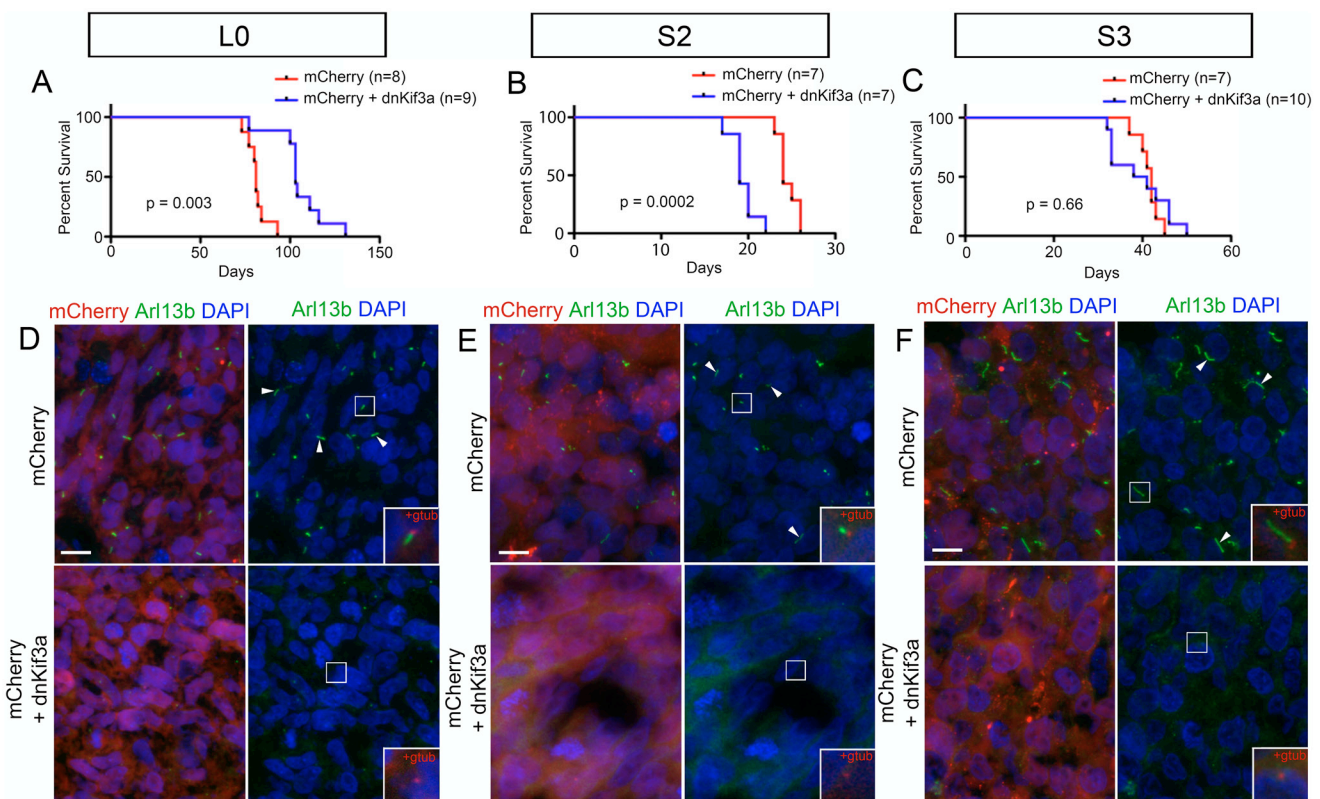 L0
S2
S3
A
mCherry (n=8)
mCherry + dnKif3a (n=9)
Percent Survival
100
50
0
p = 0.003
0
50
100
150
Days
B
mCherry (n=7)
mCherry + dnKif3a (n=7)
Percent Survival
100
50
0
p = 0.0002
0
10
20
30
Days
C
mCherry (n=7)
mCherry + dnKif3a (n=10)
Percent Survival
100
50
0
p = 0.66
0
20
40
60
Days
mCherry Arl13b DAPI
Arl13b DAPI
D
mCherry
+gtub
mCherry
+ dnKif3a
+gtub
mCherry Arl13b DAPI
Arl13b DAPI
E
mCherry
+gtub
mCherry
+ dnKif3a
+gtub
mCherry Arl13b DAPI
Arl13b DAPI
F
mCherry
+gtub
mCherry
+ dnKif3a
+gtub